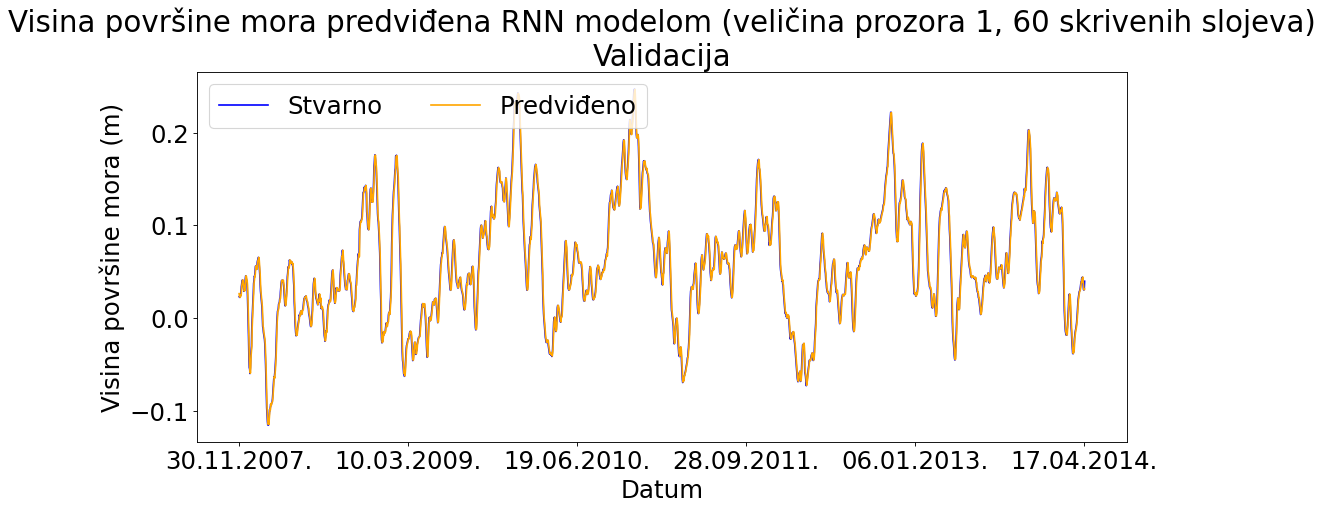 Visina površine mora predviđena RNN modelom (veličina prozora 1, 60 skrivenih slojeva)
Validacija
Stvarno Predviđeno
Visina površine mora (m)
0.2
0.1
0.0
−0.1
30.11.2007. 10.03.2009. 19.06.2010. 28.09.2011. 06.01.2013. 17.04.2014.
Datum